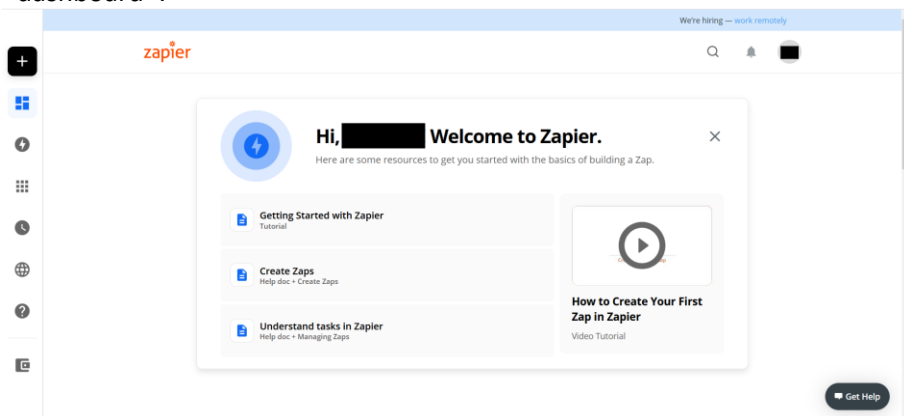 We're hiring — work remotely
zapier
Hi, Welcome to Zapier.
Here are some resources to get you started with the basics of building a Zap.
Getting Started with Zapier
Tutorial
Create Zaps
Help doc + Create Zaps
Understand tasks in Zapier
Help doc + Managing Zaps
How to Create Your First
Zap in Zapier
Video Tutorial
Get Help